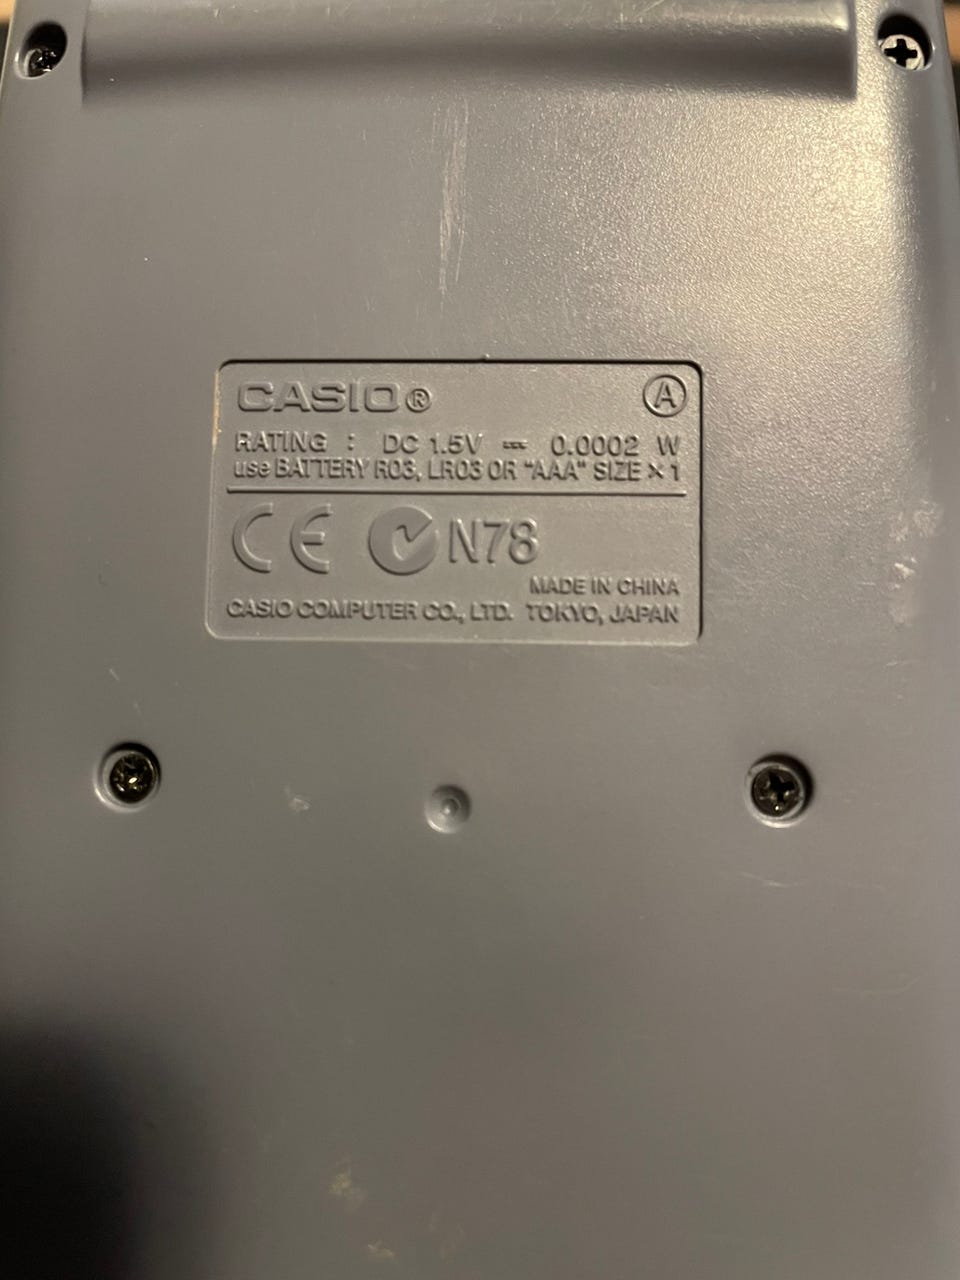 CASIO® A
RATING : DC 1.5V ⎓ 0.0002 W
use BATTERY R03, LR03 OR "AAA" SIZE × 1
CE N78
MADE IN CHINA
CASIO COMPUTER CO., LTD. TOKYO, JAPAN